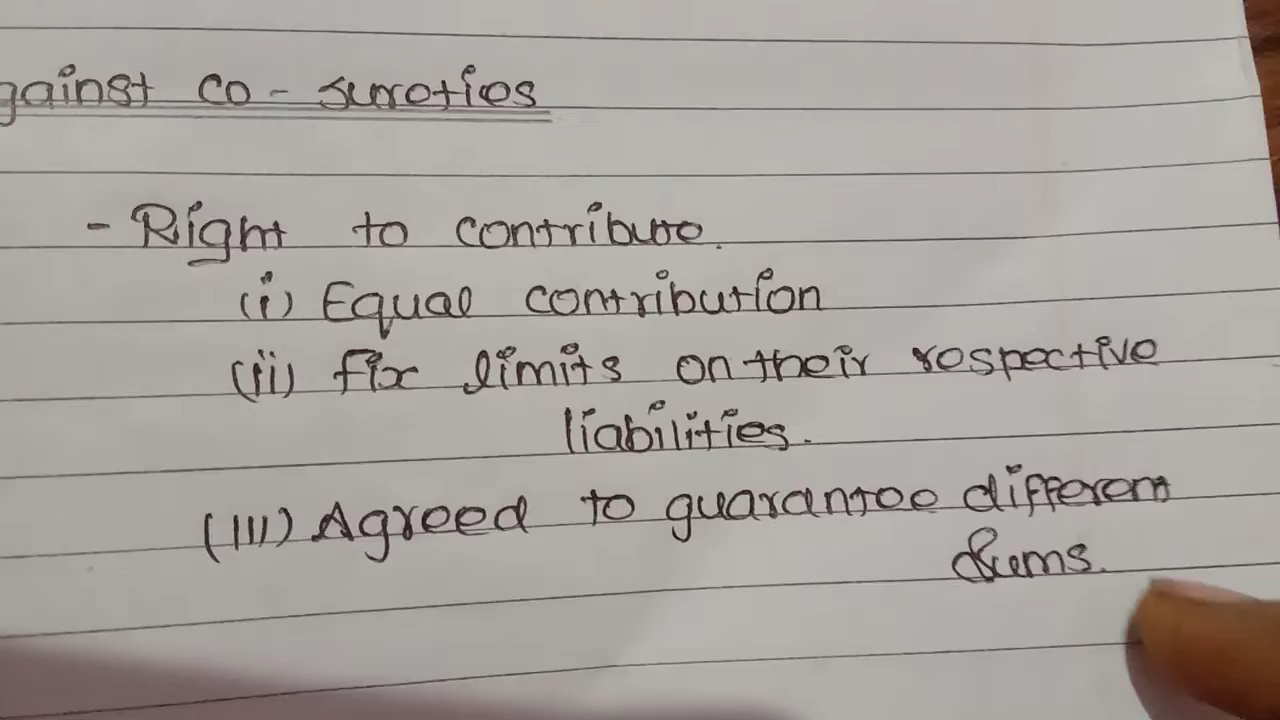 gainst co - sureties
- Right to contribute.
(i) Equal contribution
(ii) fix limits on their respective
liabilities.
(III) Agreed to guarantee different
Sums.